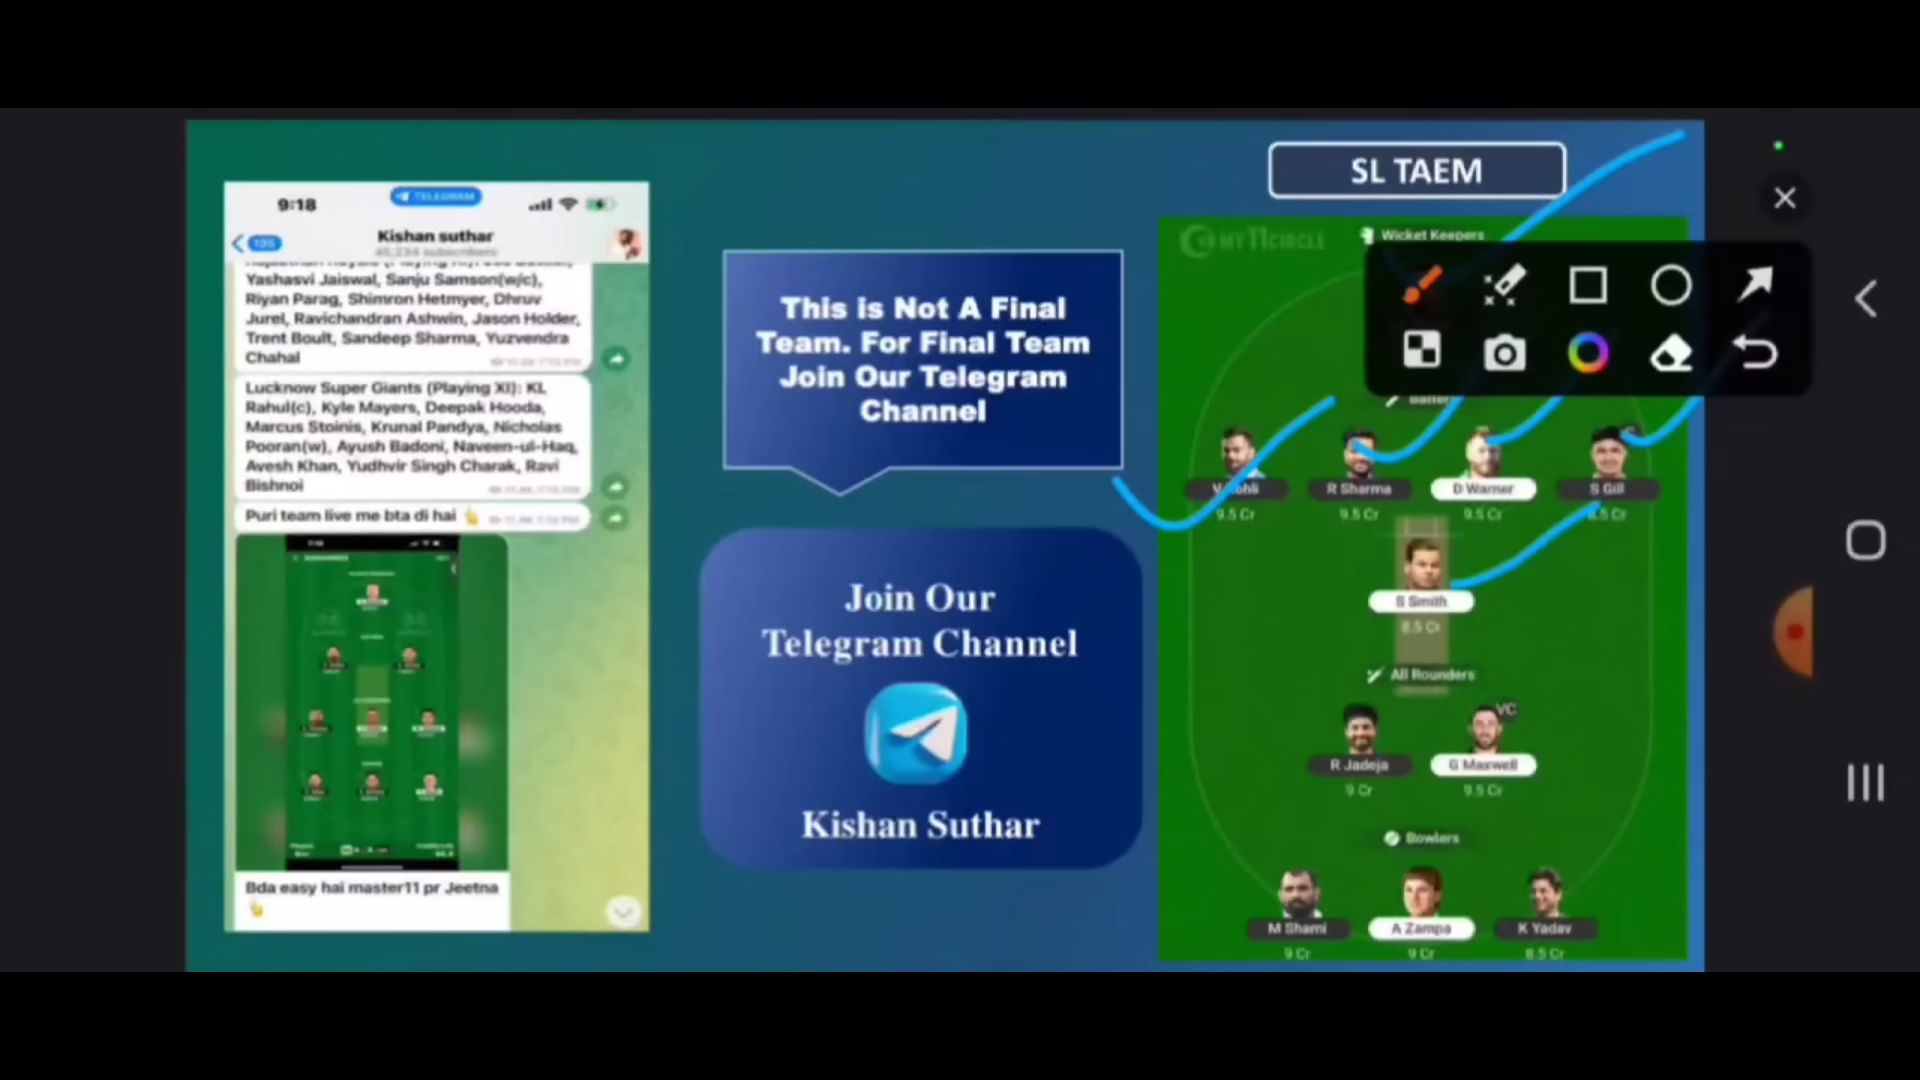 9:18
TELEGRAM
Kishan suthar
Yashasvi Jaiswal, Sanju Samson(w/c),
Riyan Parag, Shimron Hetmyer, Dhruv
Jurel, Ravichandran Ashwin, Jason Holder,
Trent Boult, Sandeep Sharma, Yuzvendra
Chahal
Lucknow Super Giants (Playing XI): KL
Rahul(c), Kyle Mayers, Deepak Hooda,
Marcus Stoinis, Krunal Pandya, Nicholas
Pooran(w), Ayush Badoni, Naveen-ul-Haq,
Avesh Khan, Yudhvir Singh Charak, Ravi
Bishnoi
Puri team live me bta di hai
Bda easy hai master11 pr Jeetna
This is Not A Final
Team. For Final Team
Join Our Telegram
Channel
Join Our
Telegram Channel
Kishan Suthar
SL TAEM
MY11CIRCLE
Wicket Keepers
V Kohli
R Sharma
D Warner
S Gill
9.5 Cr
9.5 Cr
9.5 Cr
S Smith
8.5 Cr
All Rounders
VC
R Jadeja
G Maxwell
9 Cr
9.5 Cr
Bowlers
M Shami
A Zampa
K Yadav
9 Cr
9 Cr
8.5 Cr